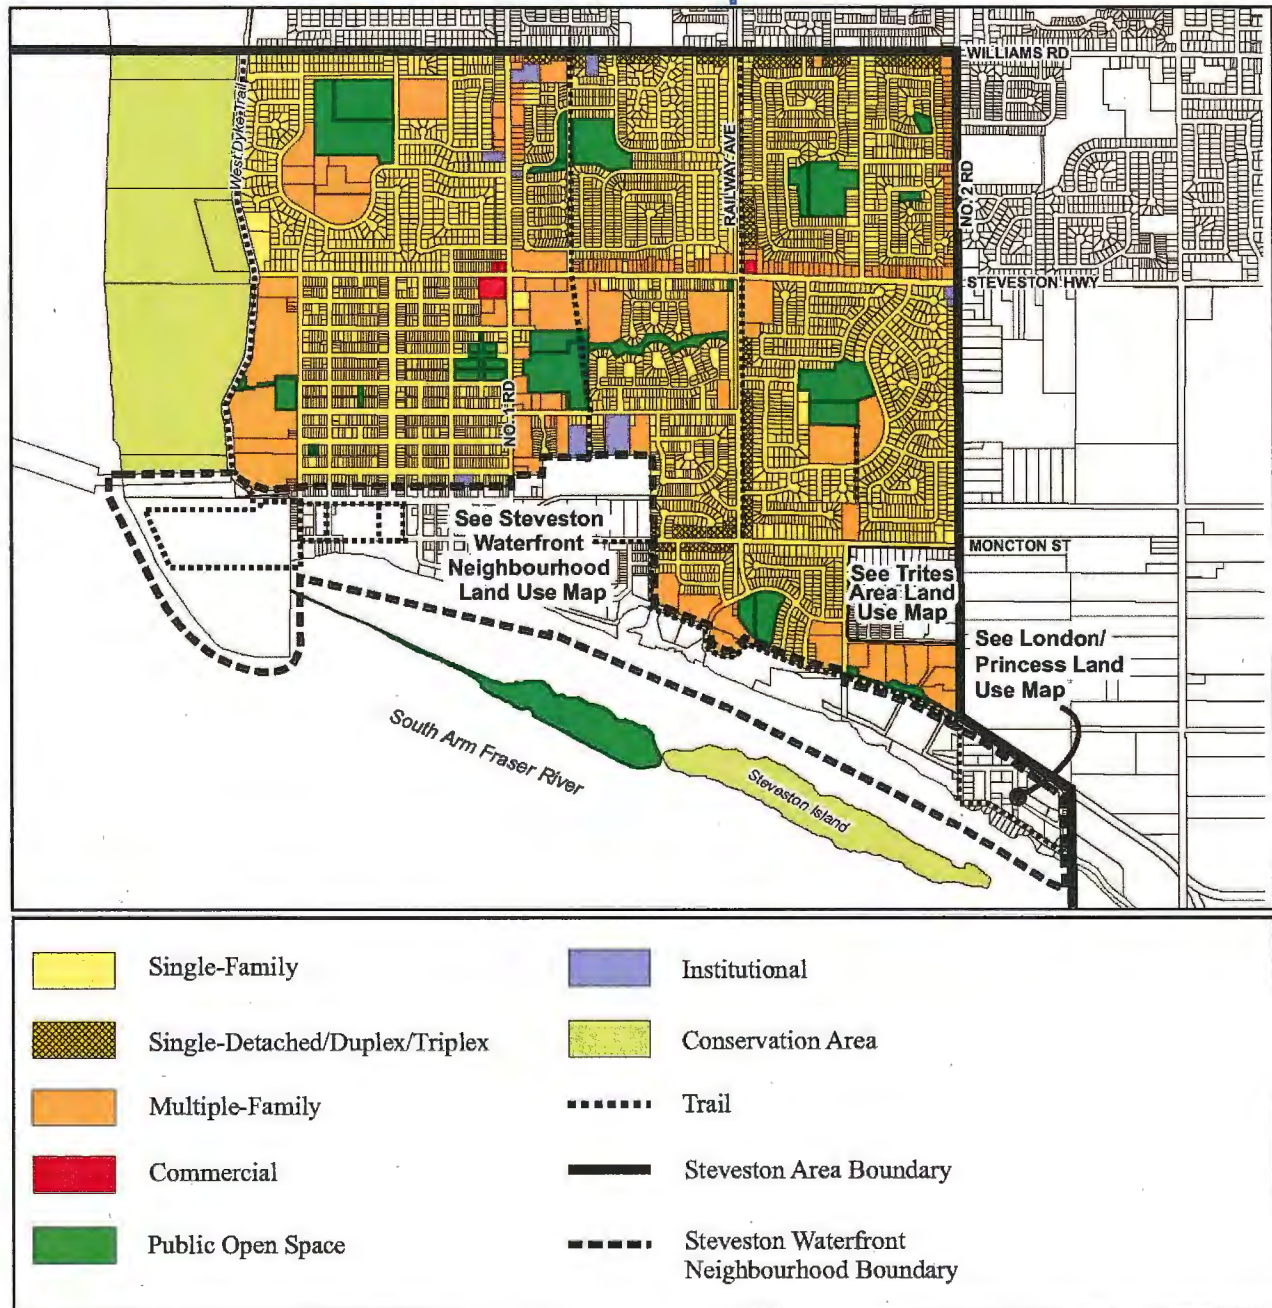 WILLIAMS RD
West Dyke Trail
RAILWAY AVE
NO. 2 RD
STEVESTON HWY
NO. 1 RD
See Steveston
Waterfront
Neighbourhood
Land Use Map
MONCTON ST
See Trites
Area Land
Use Map
See London/
Princess Land
Use Map
South Arm Fraser River
Steveston Island
Single-Family
Institutional
Single-Detached/Duplex/Triplex
Conservation Area
Multiple-Family
Trail
Commercial
Steveston Area Boundary
Public Open Space
Steveston Waterfront
Neighbourhood Boundary